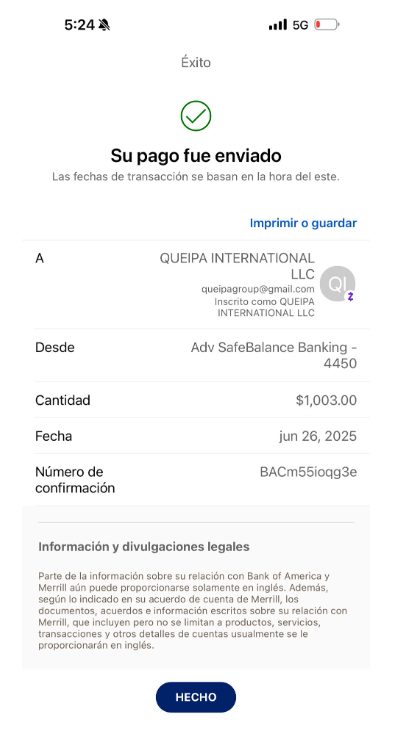 5:24
5G
Éxito
Su pago fue enviado
Las fechas de transacción se basan en la hora del este.
Imprimir o guardar
A
QUEIPA INTERNATIONAL
LLC
queipagroup@gmail.com
Inscrito como QUEIPA
INTERNATIONAL LLC
QI
Desde
Adv SafeBalance Banking -
4450
Cantidad
$1,003.00
Fecha
jun 26, 2025
Número de
confirmación
BACm55ioqg3e
Información y divulgaciones legales
Parte de la información sobre su relación con Bank of America y
Merrill aún puede proporcionarse solamente en inglés. Además,
según lo indicado en su acuerdo de cuenta de Merrill, los
documentos, acuerdos e información escritos sobre su relación con
Merrill, que incluyen pero no se limitan a productos, servicios,
transacciones y otros detalles de cuentas usualmente se le
proporcionarán en inglés.
HECHO